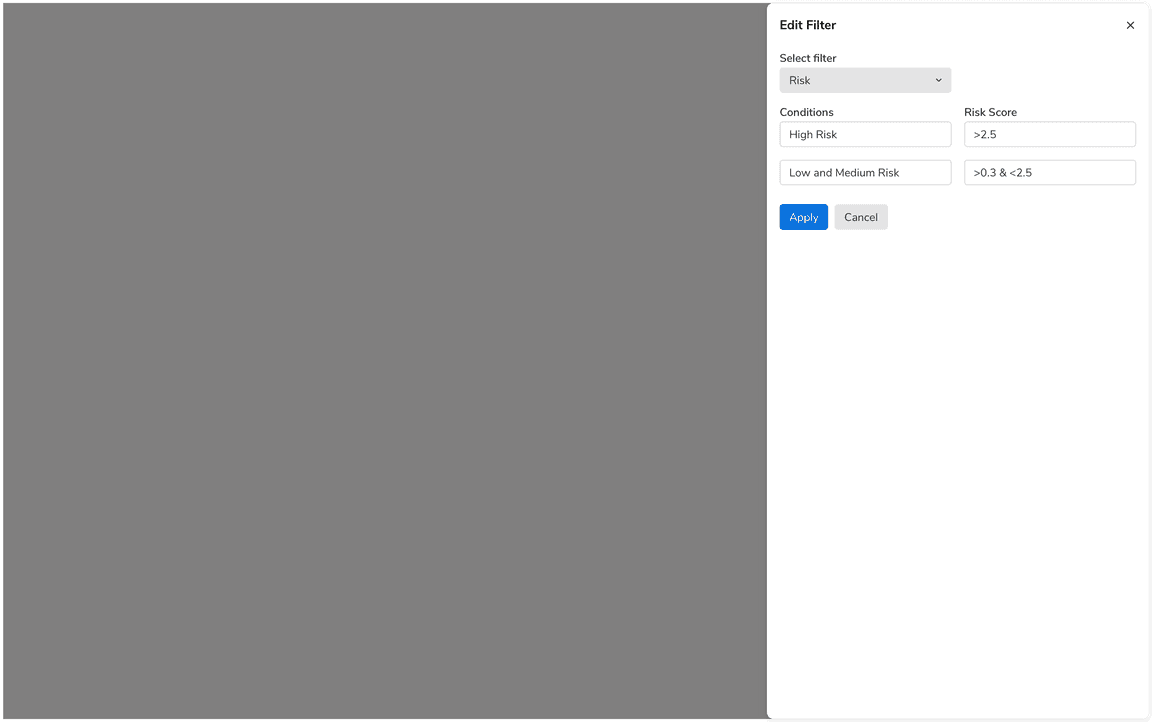 Edit Filter
Select filter
Risk
Conditions
Risk Score
High Risk
>2.5
Low and Medium Risk
>0.3 & <2.5
Apply
Cancel